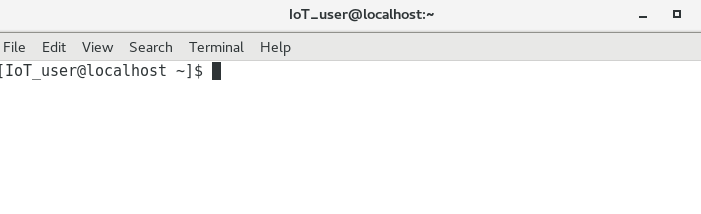 IoT_user@localhost:~
File Edit View Search Terminal Help
[IoT_user@localhost ~]$